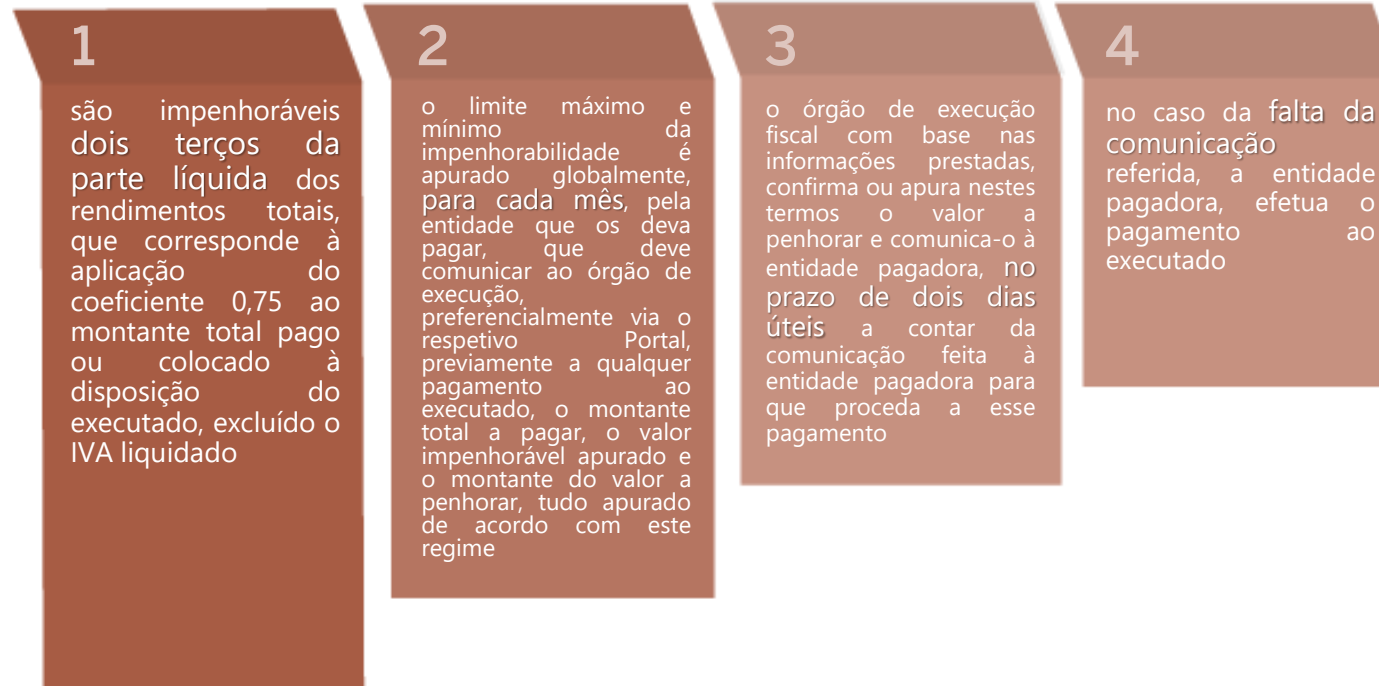 1
são impenhoráveis
dois terços da
parte líquida dos
rendimentos totais,
que corresponde à
aplicação do
coeficiente 0,75 ao
montante total pago
ou colocado à
disposição do
executado, excluído o
IVA liquidado
2
o limite máximo e
mínimo da
impenhorabilidade é
apurado globalmente,
para cada mês, pela
entidade que os deva
pagar, que deve
comunicar ao órgão de
execução,
preferencialmente via o
respetivo Portal,
previamente a qualquer
pagamento ao
executado, o montante
total a pagar, o valor
impenhorável apurado e
o montante do valor a
penhorar, tudo apurado
de acordo com este
regime
3
o órgão de execução
fiscal com base nas
informações prestadas,
confirma ou apura nestes
termos o valor a
penhorar e comunica-o à
entidade pagadora, no
prazo de dois dias
úteis a contar da
comunicação feita à
entidade pagadora para
que proceda a esse
pagamento
4
no caso da falta da
comunicação
referida, a entidade
pagadora, efetua o
pagamento ao
executado